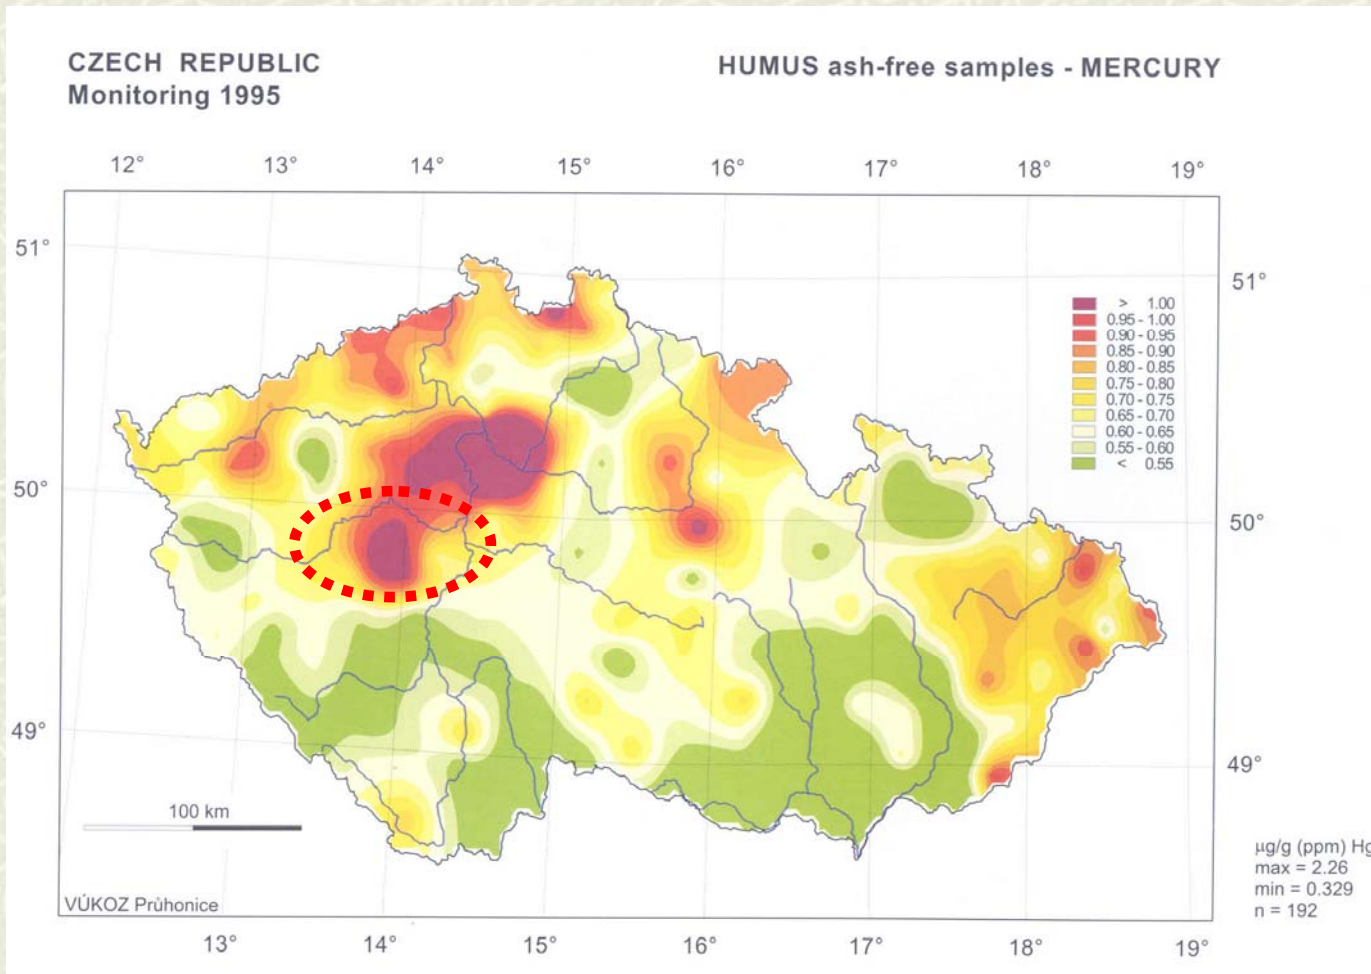 CZECH REPUBLIC
Monitoring 1995
HUMUS ash-free samples - MERCURY
12° 13° 14° 15° 16° 17° 18° 19°
51°
51°
> 1.00
0.95 - 1.00
0.90 - 0.95
0.85 - 0.90
0.80 - 0.85
0.75 - 0.80
0.70 - 0.75
0.65 - 0.70
0.60 - 0.65
0.55 - 0.60
< 0.55
50°
50°
49°
49°
100 km
µg/g (ppm) Hg
max = 2.26
min = 0.329
n = 192
VÚKOZ Průhonice
13° 14° 15° 16° 17° 18° 19°